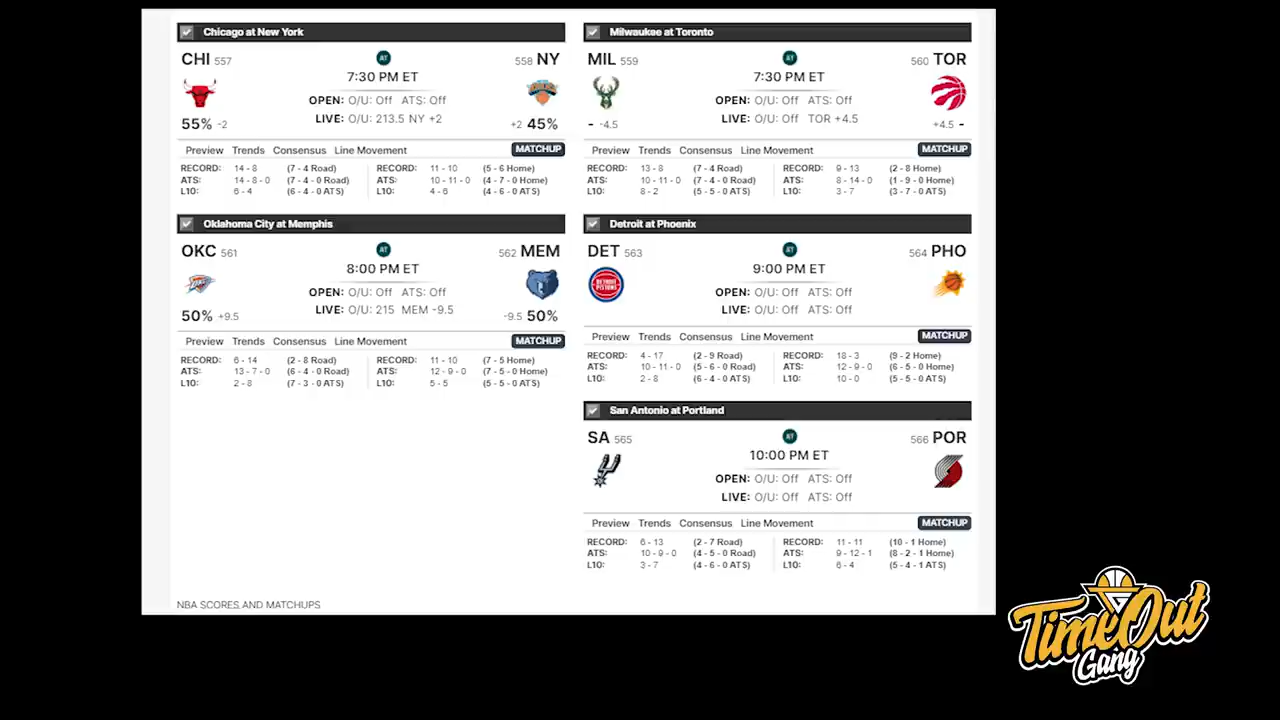 Chicago at New York
CHI 557
AT
558 NY
7:30 PM ET
OPEN: O/U: Off ATS: Off
LIVE: O/U: 213.5 NY +2
55% -2
+2 45%
Preview Trends Consensus Line Movement MATCHUP
RECORD: 14 - 8 (7 - 4 Road) RECORD: 11 - 10 (5 - 6 Home)
ATS: 14 - 8 - 0 (7 - 4 - 0 Road) ATS: 10 - 11 - 0 (4 - 7 - 0 Home)
L10: 6 - 4 (6 - 4 - 0 ATS) L10: 4 - 6 (4 - 6 - 0 ATS)
Milwaukee at Toronto
MIL 559
AT
560 TOR
7:30 PM ET
OPEN: O/U: Off ATS: Off
LIVE: O/U: Off TOR +4.5
- -4.5
+4.5 -
Preview Trends Consensus Line Movement MATCHUP
RECORD: 13 - 8 (7 - 4 Road) RECORD: 9 - 13 (2 - 8 Home)
ATS: 10 - 11 - 0 (7 - 4 - 0 Road) ATS: 8 - 14 - 0 (1 - 9 - 0 Home)
L10: 8 - 2 (5 - 5 - 0 ATS) L10: 3 - 7 (3 - 7 - 0 ATS)
Oklahoma City at Memphis
OKC 561
AT
562 MEM
8:00 PM ET
OPEN: O/U: Off ATS: Off
LIVE: O/U: 215 MEM -9.5
50% +9.5
-9.5 50%
Preview Trends Consensus Line Movement MATCHUP
RECORD: 6 - 14 (2 - 8 Road) RECORD: 11 - 10 (7 - 5 Home)
ATS: 13 - 7 - 0 (6 - 4 - 0 Road) ATS: 12 - 9 - 0 (7 - 5 - 0 Home)
L10: 2 - 8 (7 - 3 - 0 ATS) L10: 5 - 5 (5 - 5 - 0 ATS)
Detroit at Phoenix
DET 563
AT
564 PHO
9:00 PM ET
OPEN: O/U: Off ATS: Off
LIVE: O/U: Off ATS: Off
DETROIT PISTONS
Preview Trends Consensus Line Movement MATCHUP
RECORD: 4 - 17 (2 - 9 Road) RECORD: 18 - 3 (9 - 2 Home)
ATS: 10 - 11 - 0 (5 - 6 - 0 Road) ATS: 12 - 9 - 0 (6 - 5 - 0 Home)
L10: 2 - 8 (6 - 4 - 0 ATS) L10: 10 - 0 (5 - 5 - 0 ATS)
San Antonio at Portland
SA 565
AT
566 POR
10:00 PM ET
OPEN: O/U: Off ATS: Off
LIVE: O/U: Off ATS: Off
Preview Trends Consensus Line Movement MATCHUP
RECORD: 6 - 13 (2 - 7 Road) RECORD: 11 - 11 (10 - 1 Home)
ATS: 10 - 9 - 0 (4 - 5 - 0 Road) ATS: 9 - 12 - 1 (8 - 2 - 1 Home)
L10: 3 - 7 (4 - 6 - 0 ATS) L10: 6 - 4 (5 - 4 - 1 ATS)
NBA SCORES AND MATCHUPS
TimeOut
Gang